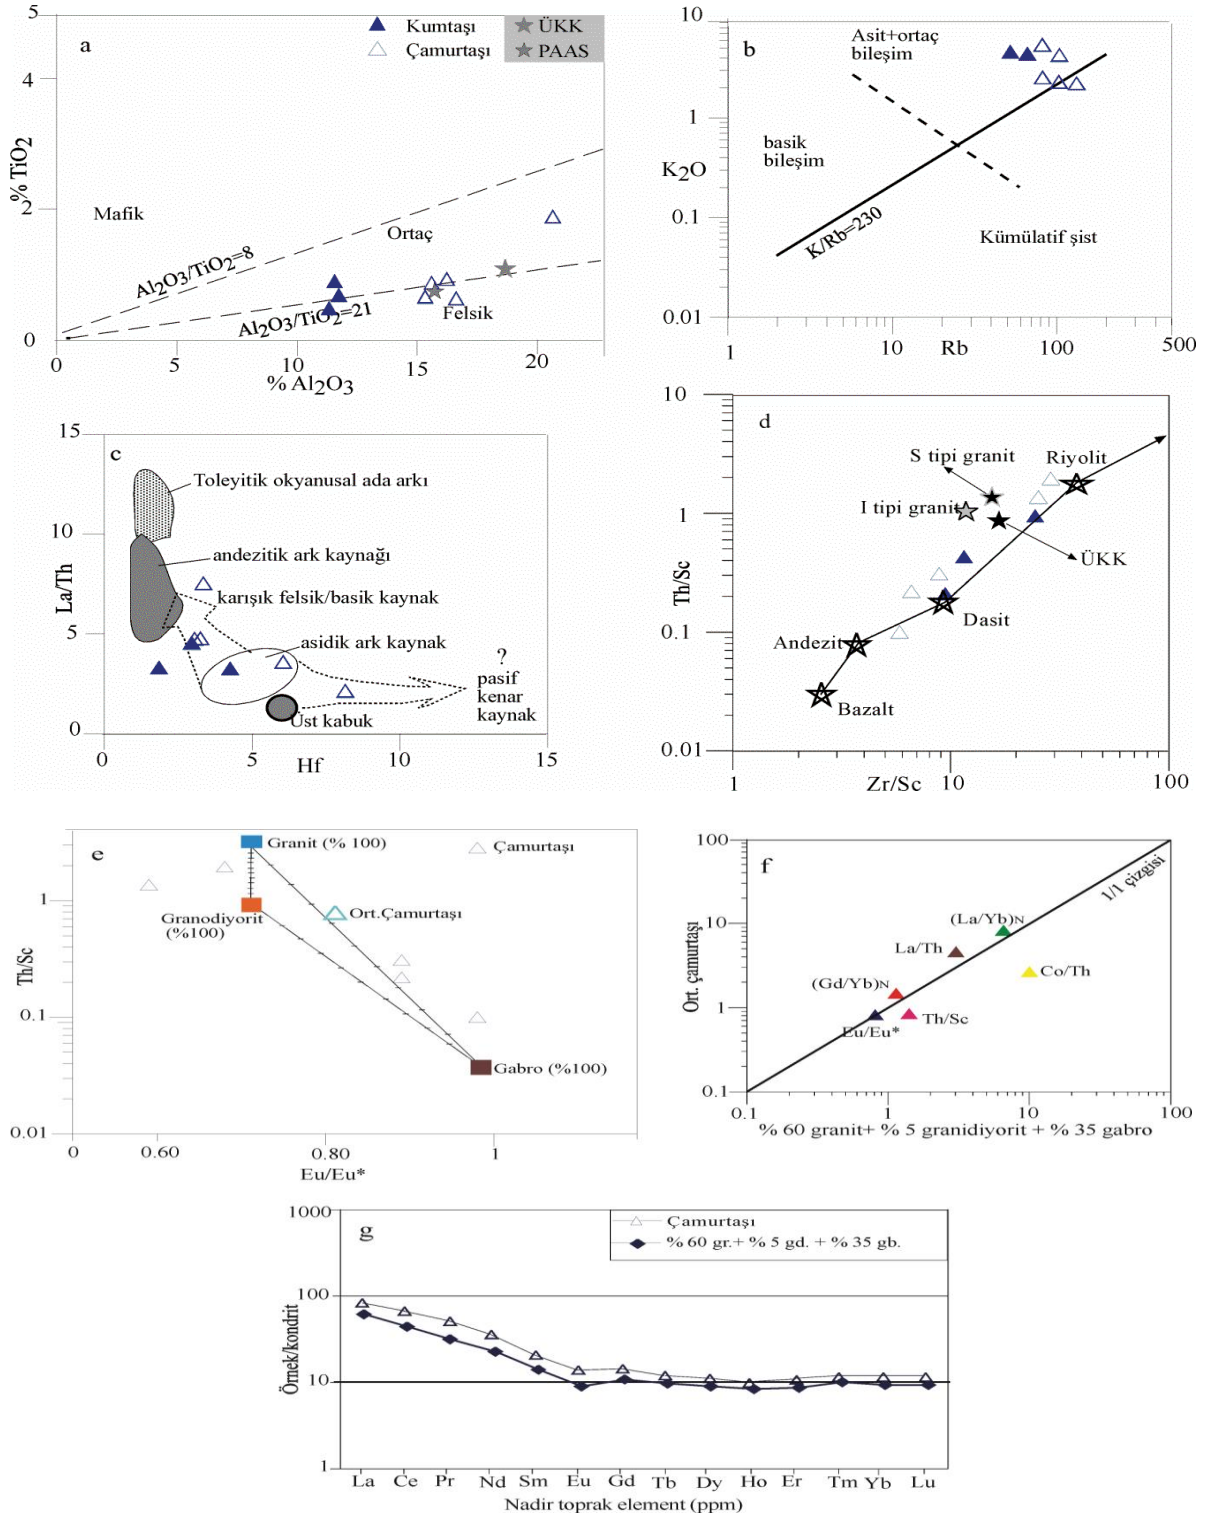 a
5
4
2
0
% TiO2
Kumtaşı
Çamurtaşı
ÜKK
PAAS
Mafik
Ortaç
Felsik
Al2O3/TiO2=8
Al2O3/TiO2=21
0
5
10
15
20
% Al2O3
b
10
1
0.1
0.01
K2O
Asit+ortaç
bileşim
basik
bileşim
K/Rb=230
Kümülatif şist
1
10
100
500
Rb
c
15
10
5
0
La/Th
Toleyitik okyanusal ada arkı
andezitik ark kaynağı
karışık felsik/basik kaynak
asidik ark kaynak
?
pasif
kenar
kaynak
Üst kabuk
0
5
10
15
Hf
d
10
1
0.1
0.01
Th/Sc
S tipi granit
Riyolit
I tipi granit
ÜKK
Dasit
Andezit
Bazalt
1
10
100
Zr/Sc
e
1
0.1
0.01
Th/Sc
Granit (% 100)
Çamurtaşı
Granodiyorit
(%100)
Ort.Çamurtaşı
Gabro (%100)
0
0.60
0.80
1
Eu/Eu*
f
100
10
1
0.1
Ort. çamurtaşı
1/1 çizgisi
(La/Yb)N
La/Th
Co/Th
(Gd/Yb)N
Eu/Eu*
Th/Sc
0.1
1
10
100
% 60 granit+ % 5 granidiyorit + % 35 gabro
g
1000
100
10
1
Örnek/kondrit
Çamurtaşı
% 60 gr.+ % 5 gd. + % 35 gb.
La Ce Pr Nd Sm Eu Gd Tb Dy Ho Er Tm Yb Lu
Nadir toprak element (ppm)